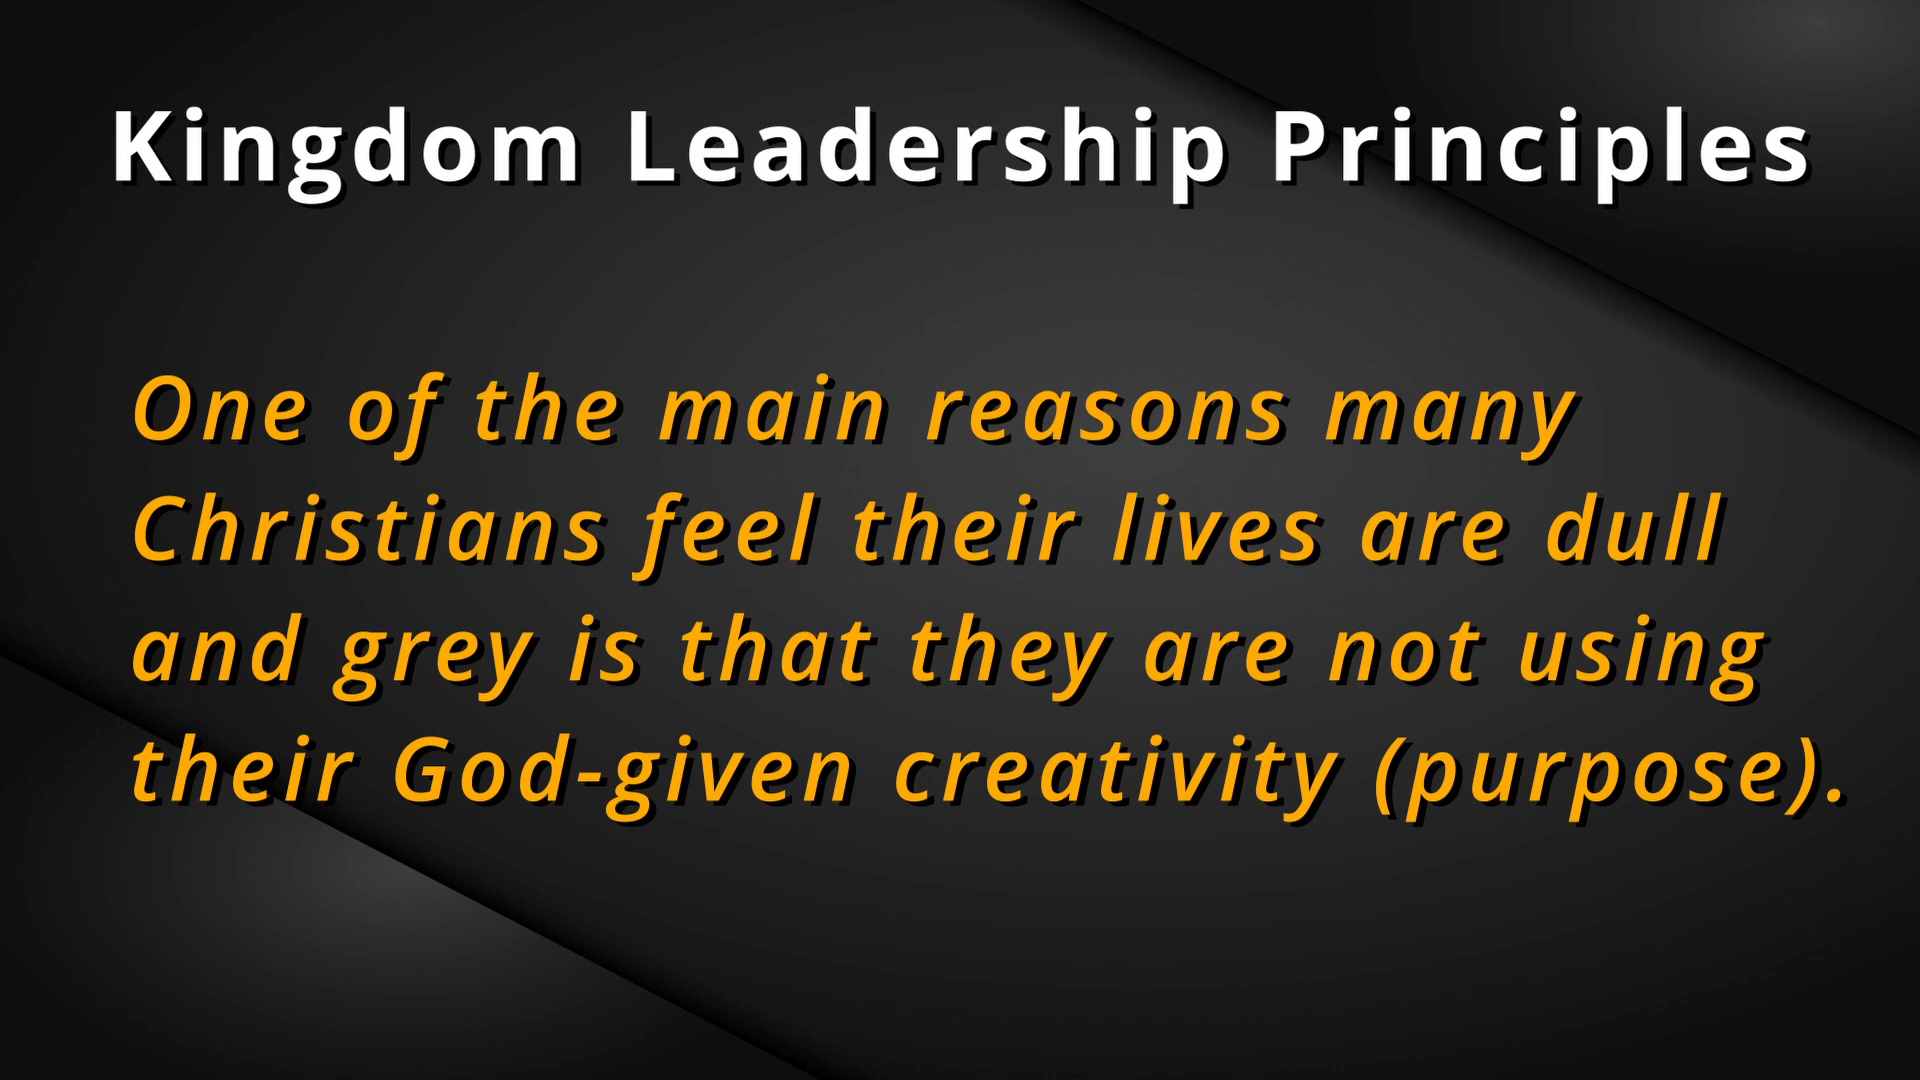 Kingdom Leadership Principles
One of the main reasons many
Christians feel their lives are dull
and grey is that they are not using
their God-given creativity (purpose).